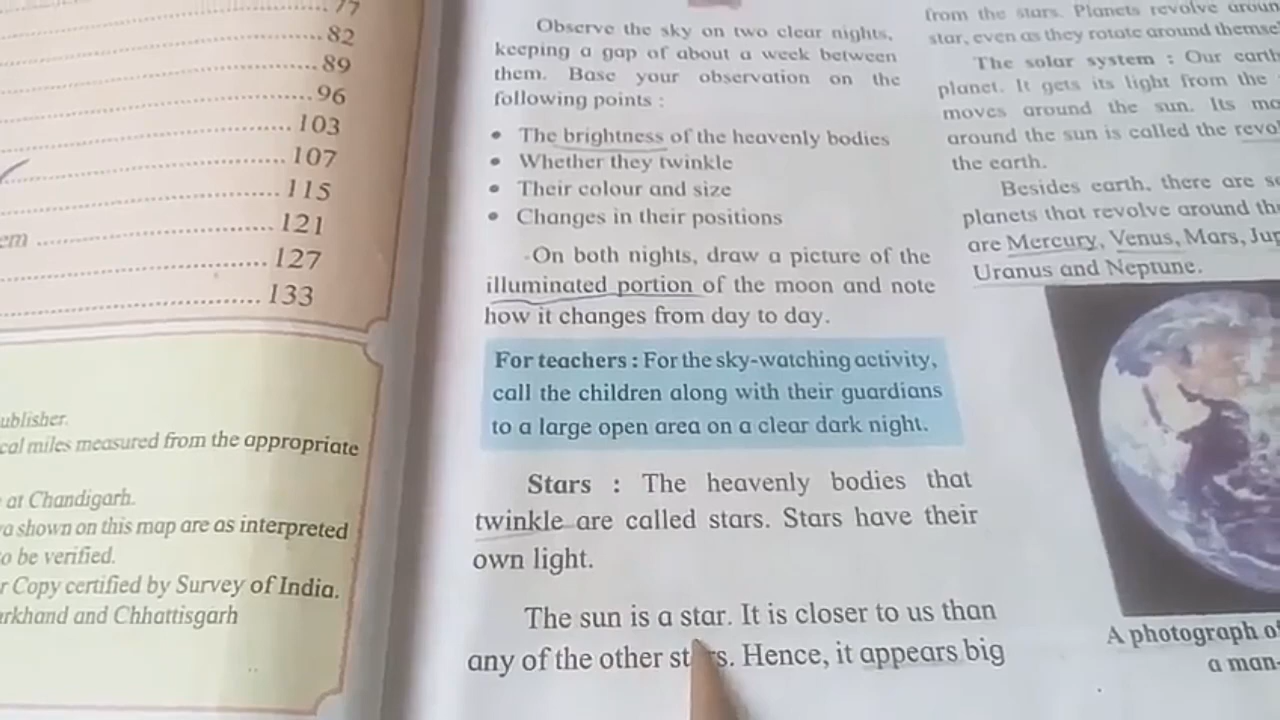 77
82
89
96
103
107
115
em 121
127
133
ublisher.
cal miles measured from the appropriate
at Chandigarh.
shown on this map are as interpreted
o be verified.
r Copy certified by Survey of India.
arkhand and Chhattisgarh
Observe the sky on two clear nights,
keeping a gap of about a week between
them. Base your observation on the
following points :
• The brightness of the heavenly bodies
• Whether they twinkle
• Their colour and size
• Changes in their positions
On both nights, draw a picture of the
illuminated portion of the moon and note
how it changes from day to day.
For teachers : For the sky-watching activity,
call the children along with their guardians
to a large open area on a clear dark night.
Stars : The heavenly bodies that
twinkle are called stars. Stars have their
own light.
The sun is a star. It is closer to us than
any of the other Hence, it appears big
from the stars. Planets revolve aroun
star, even as they rotate around themse
The solar system : Our earth
planet. It gets its light from the
moves around the sun. Its mo
around the sun is called the revo
the earth.
Besides earth, there are se
planets that revolve around th
are Mercury, Venus, Mars, Jup
Uranus and Neptune.
A photograph o
a man-